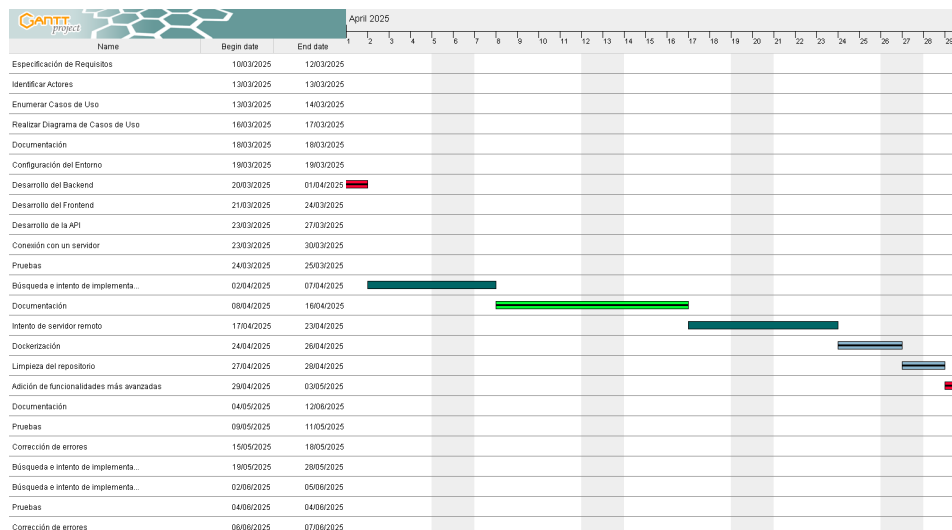 GANTT project
April 2025
1 2 3 4 5 6 7 8 9 10 11 12 13 14 15 16 17 18 19 20 21 22 23 24 25 26 27 28 29
Name Begin date End date
Especificación de Requisitos 10/03/2025 12/03/2025
Identificar Actores 13/03/2025 13/03/2025
Enumerar Casos de Uso 13/03/2025 14/03/2025
Realizar Diagrama de Casos de Uso 16/03/2025 17/03/2025
Documentación 18/03/2025 18/03/2025
Configuración del Entorno 19/03/2025 19/03/2025
Desarrollo del Backend 20/03/2025 01/04/2025
Desarrollo del Frontend 21/03/2025 24/03/2025
Desarrollo de la API 23/03/2025 27/03/2025
Conexión con un servidor 23/03/2025 30/03/2025
Pruebas 24/03/2025 25/03/2025
Búsqueda e intento de implementa... 02/04/2025 07/04/2025
Documentación 08/04/2025 16/04/2025
Intento de servidor remoto 17/04/2025 23/04/2025
Dockerización 24/04/2025 26/04/2025
Limpieza del repositorio 27/04/2025 28/04/2025
Adición de funcionalidades más avanzadas 29/04/2025 03/05/2025
Documentación 04/05/2025 12/06/2025
Pruebas 09/05/2025 11/05/2025
Corrección de errores 15/05/2025 18/05/2025
Búsqueda e intento de implementa... 19/05/2025 28/05/2025
Búsqueda e intento de implementa... 02/06/2025 05/06/2025
Pruebas 04/06/2025 04/06/2025
Corrección de errores 06/06/2025 07/06/2025